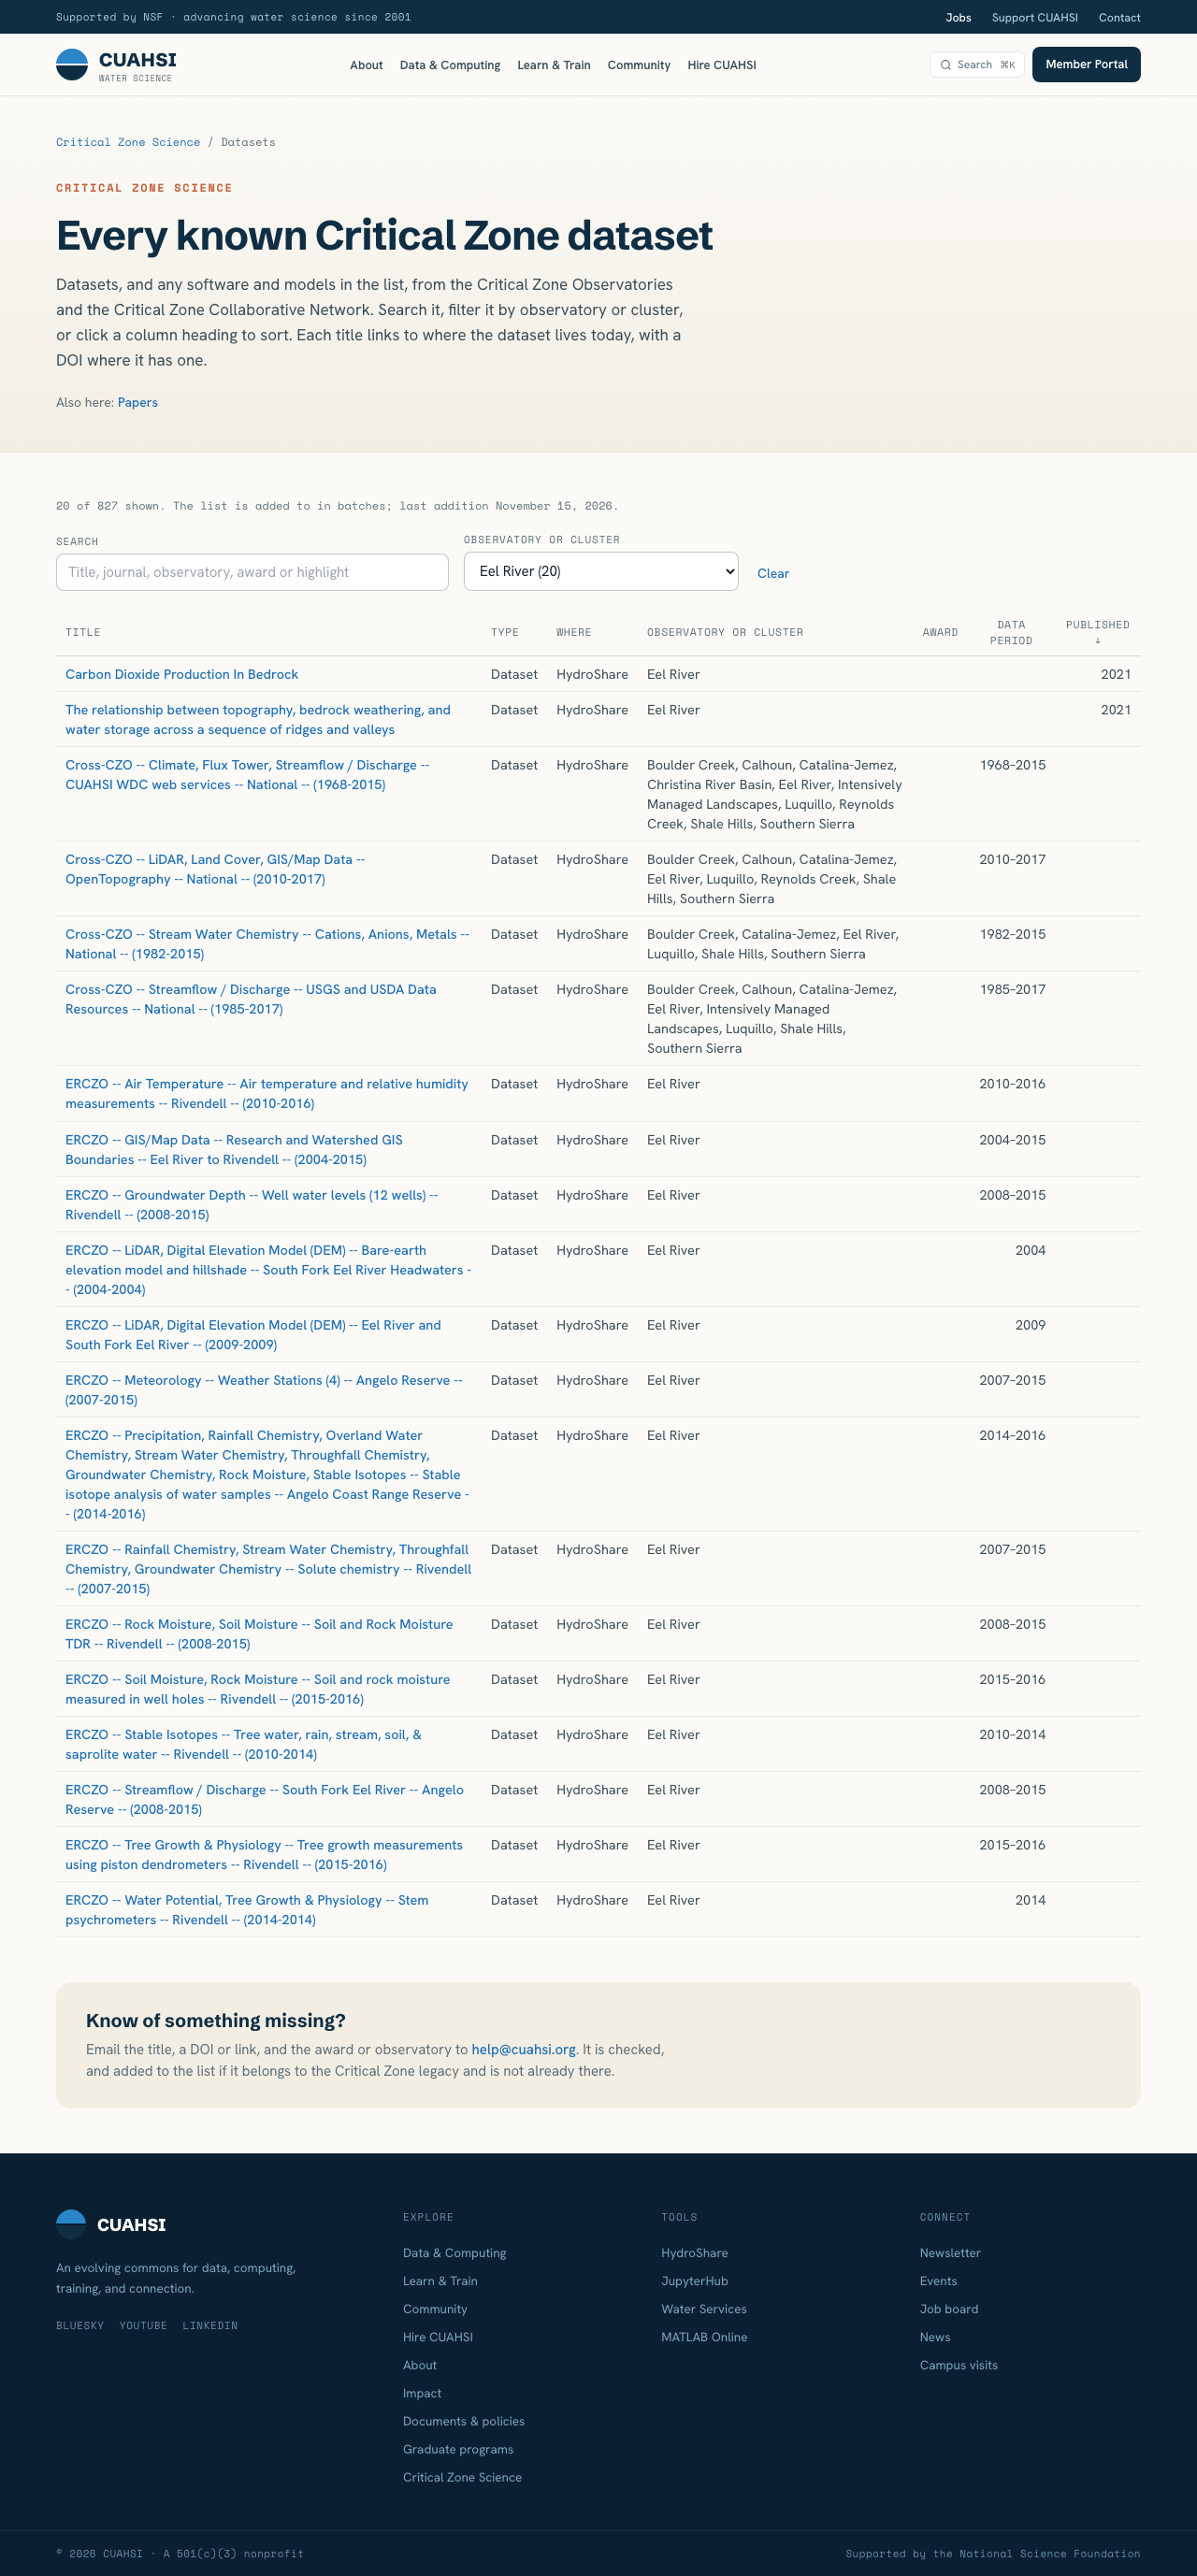 Supported by NSF · advancing water science since 2001
Jobs Support CUAHSI Contact
CUAHSI
WATER SCIENCE
About Data & Computing Learn & Train Community Hire CUAHSI
Search ⌘K
Member Portal
Critical Zone Science / Datasets
CRITICAL ZONE SCIENCE
Every known Critical Zone dataset
Datasets, and any software and models in the list, from the Critical Zone Observatories
and the Critical Zone Collaborative Network. Search it, filter it by observatory or cluster,
or click a column heading to sort. Each title links to where the dataset lives today, with a
DOI where it has one.
Also here: Papers
20 of 827 shown. The list is added to in batches; last addition November 15, 2026.
SEARCH
OBSERVATORY OR CLUSTER
Title, journal, observatory, award or highlight
Eel River (20)
Clear
TITLE TYPE WHERE OBSERVATORY OR CLUSTER AWARD DATA PERIOD PUBLISHED ↓
Carbon Dioxide Production In Bedrock Dataset HydroShare Eel River 2021
The relationship between topography, bedrock weathering, and Dataset HydroShare Eel River 2021
water storage across a sequence of ridges and valleys
Cross-CZO -- Climate, Flux Tower, Streamflow / Discharge -- Dataset HydroShare Boulder Creek, Calhoun, Catalina-Jemez, 1968–2015
CUAHSI WDC web services -- National -- (1968-2015) Christina River Basin, Eel River, Intensively
Managed Landscapes, Luquillo, Reynolds
Creek, Shale Hills, Southern Sierra
Cross-CZO -- LiDAR, Land Cover, GIS/Map Data -- Dataset HydroShare Boulder Creek, Calhoun, Catalina-Jemez, 2010–2017
OpenTopography -- National -- (2010-2017) Eel River, Luquillo, Reynolds Creek, Shale
Hills, Southern Sierra
Cross-CZO -- Stream Water Chemistry -- Cations, Anions, Metals -- Dataset HydroShare Boulder Creek, Catalina-Jemez, Eel River, 1982–2015
National -- (1982-2015) Luquillo, Shale Hills, Southern Sierra
Cross-CZO -- Streamflow / Discharge -- USGS and USDA Data Dataset HydroShare Boulder Creek, Calhoun, Catalina-Jemez, 1985–2017
Resources -- National -- (1985-2017) Eel River, Intensively Managed
Landscapes, Luquillo, Shale Hills,
Southern Sierra
ERCZO -- Air Temperature -- Air temperature and relative humidity Dataset HydroShare Eel River 2010–2016
measurements -- Rivendell -- (2010-2016)
ERCZO -- GIS/Map Data -- Research and Watershed GIS Dataset HydroShare Eel River 2004–2015
Boundaries -- Eel River to Rivendell -- (2004-2015)
ERCZO -- Groundwater Depth -- Well water levels (12 wells) -- Dataset HydroShare Eel River 2008–2015
Rivendell -- (2008-2015)
ERCZO -- LiDAR, Digital Elevation Model (DEM) -- Bare-earth Dataset HydroShare Eel River 2004
elevation model and hillshade -- South Fork Eel River Headwaters -
- (2004-2004)
ERCZO -- LiDAR, Digital Elevation Model (DEM) -- Eel River and Dataset HydroShare Eel River 2009
South Fork Eel River -- (2009-2009)
ERCZO -- Meteorology -- Weather Stations (4) -- Angelo Reserve -- Dataset HydroShare Eel River 2007–2015
(2007-2015)
ERCZO -- Precipitation, Rainfall Chemistry, Overland Water Dataset HydroShare Eel River 2014–2016
Chemistry, Stream Water Chemistry, Throughfall Chemistry,
Groundwater Chemistry, Rock Moisture, Stable Isotopes -- Stable
isotope analysis of water samples -- Angelo Coast Range Reserve -
- (2014-2016)
ERCZO -- Rainfall Chemistry, Stream Water Chemistry, Throughfall Dataset HydroShare Eel River 2007–2015
Chemistry, Groundwater Chemistry -- Solute chemistry -- Rivendell
-- (2007-2015)
ERCZO -- Rock Moisture, Soil Moisture -- Soil and Rock Moisture Dataset HydroShare Eel River 2008–2015
TDR -- Rivendell -- (2008-2015)
ERCZO -- Soil Moisture, Rock Moisture -- Soil and rock moisture Dataset HydroShare Eel River 2015–2016
measured in well holes -- Rivendell -- (2015-2016)
ERCZO -- Stable Isotopes -- Tree water, rain, stream, soil, & Dataset HydroShare Eel River 2010–2014
saprolite water -- Rivendell -- (2010-2014)
ERCZO -- Streamflow / Discharge -- South Fork Eel River -- Angelo Dataset HydroShare Eel River 2008–2015
Reserve -- (2008-2015)
ERCZO -- Tree Growth & Physiology -- Tree growth measurements Dataset HydroShare Eel River 2015–2016
using piston dendrometers -- Rivendell -- (2015-2016)
ERCZO -- Water Potential, Tree Growth & Physiology -- Stem Dataset HydroShare Eel River 2014
psychrometers -- Rivendell -- (2014-2014)
Know of something missing?
Email the title, a DOI or link, and the award or observatory to help@cuahsi.org. It is checked,
and added to the list if it belongs to the Critical Zone legacy and is not already there.
CUAHSI
An evolving commons for data, computing,
training, and connection.
BLUESKY YOUTUBE LINKEDIN
EXPLORE
Data & Computing
Learn & Train
Community
Hire CUAHSI
About
Impact
Documents & policies
Graduate programs
Critical Zone Science
TOOLS
HydroShare
JupyterHub
Water Services
MATLAB Online
CONNECT
Newsletter
Events
Job board
News
Campus visits
© 2026 CUAHSI · A 501(c)(3) nonprofit
Supported by the National Science Foundation